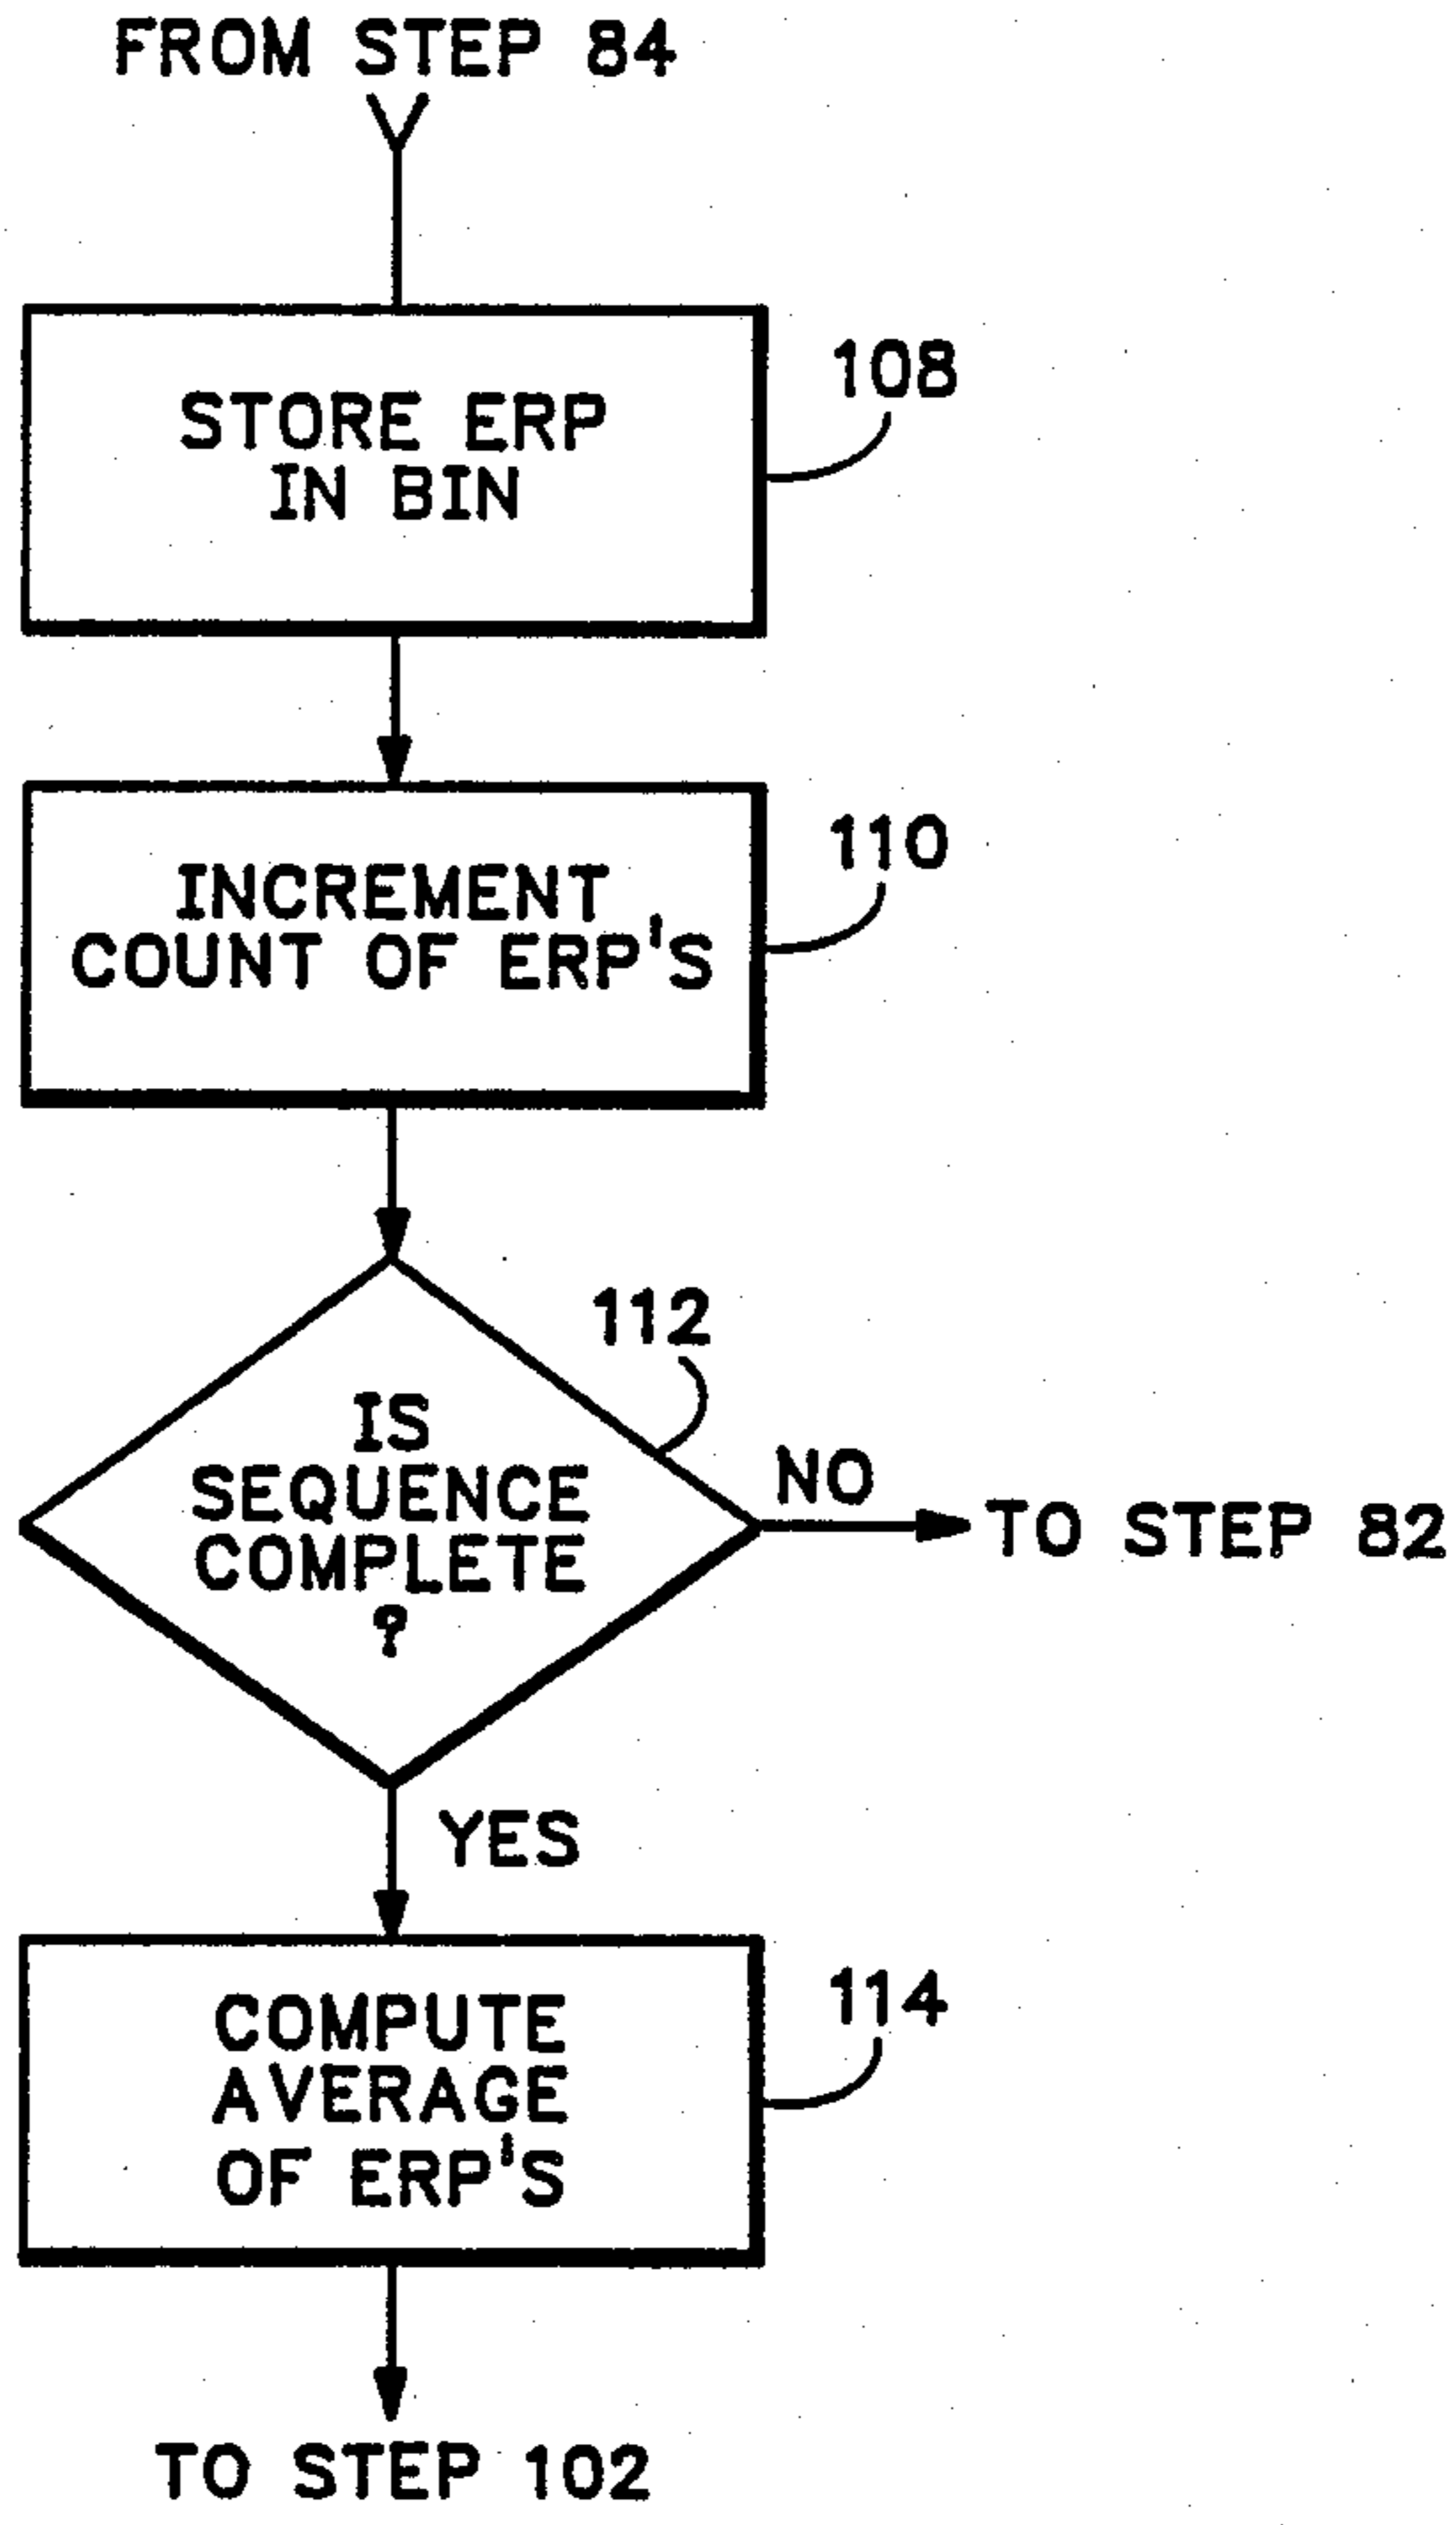 FROM STEP 84
STORE ERP
IN BIN
108
INCREMENT
COUNT OF ERP'S
110
112
IS
SEQUENCE
COMPLETE
?
NO
TO STEP 82
YES
COMPUTE
AVERAGE
OF ERP'S
114
TO STEP 102